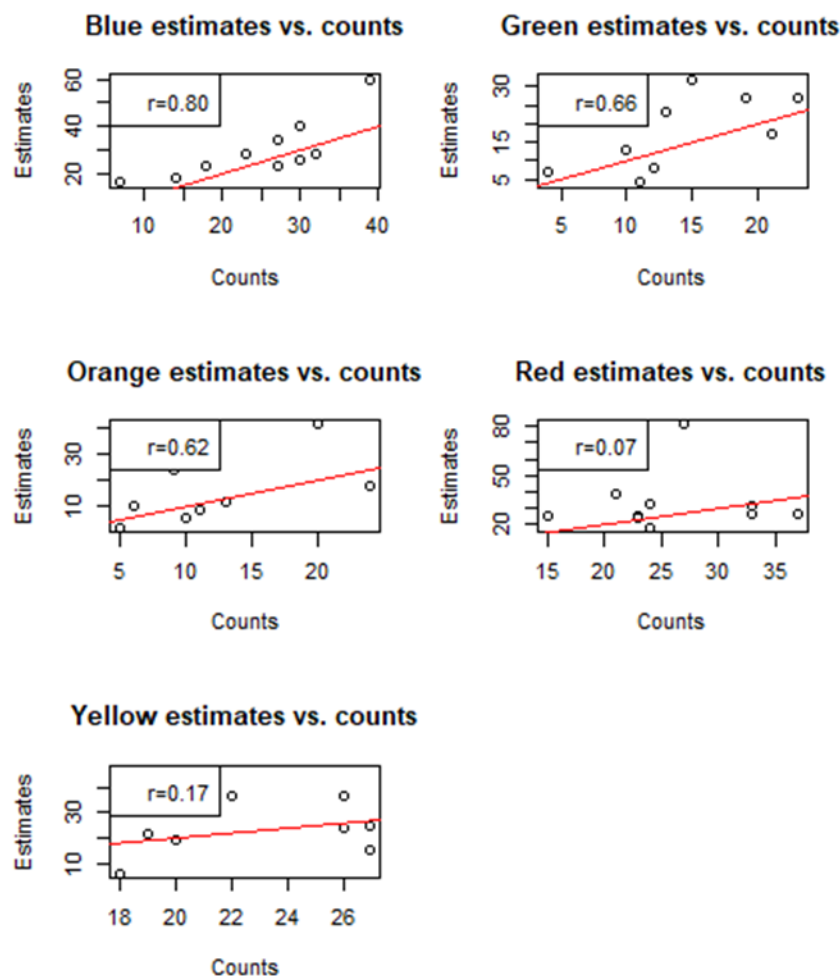 Blue estimates vs. counts
Estimates
20 40 60
r=0.80
10 20 30 40
Counts
Green estimates vs. counts
Estimates
5 15 30
r=0.66
5 10 15 20
Counts
Orange estimates vs. counts
Estimates
10 30
r=0.62
5 10 15 20
Counts
Red estimates vs. counts
Estimates
20 50 80
r=0.07
15 20 25 30 35
Counts
Yellow estimates vs. counts
Estimates
10 30
r=0.17
18 20 22 24 26
Counts